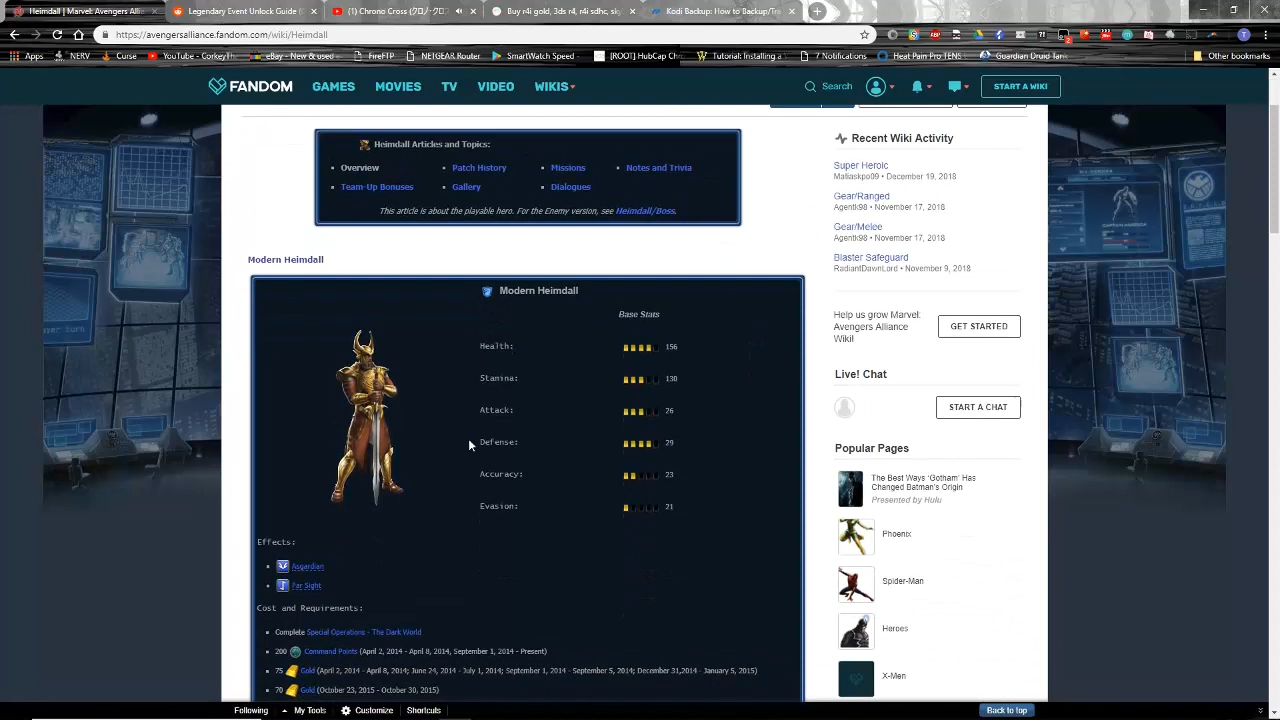 Heimdall | Marvel: Avengers Alli
Legendary Event Unlock Guide
Chron Cross (クロノ・ク
Buy r4i gold 3ds r4, r4 sdhc, sky
Kodi Backup: How to Backup/Tra
https://avengersalliance.fandom.com/wiki/Heimdall
Apps
NERV
Curse
YouTube
eBay - New & used
FireFTP
NETGEAR Router
SmartWatch Speed
[ROOT] HubCap Chro
Tutorial: Installing a
7 Notifications
Heat Pain Pro TENS
Guardian Druid Tank
Other bookmarks
FANDOM
GAMES
MOVIES
TV
VIDEO
WIKIS
Search
START A WIKI
Heimdall Articles and Topics:
Overview
Patch History
Missions
Notes and Trivia
Team-Up Bonuses
Gallery
Dialogues
This article is about the playable hero. For the Enemy version, see Heimdall/Boss.
Modern Heimdall
Modern Heimdall
Base Stats
Health: 156
Stamina: 130
Attack: 26
Defense: 29
Accuracy: 23
Evasion: 21
Effects:
Asgardian
Far Sight
Cost and Requirements:
Complete Special Operations - The Dark World
200 Command Points (April 2, 2014 - April 8, 2014, September 1, 2014 - Present)
75 Gold (April 2, 2014 - April 8, 2014; June 24, 2014 - July 1, 2014; September 1, 2014 - September 5, 2014; December 31,2014 - January 5, 2015)
70 Gold (October 23, 2015 - October 30, 2015)
Recent Wiki Activity
Super Heroic
Matiaskpo09 • December 19, 2018
Gear/Ranged
Agentk98 • November 17, 2018
Gear/Melee
Agentk98 • November 17, 2018
Blaster Safeguard
RadiantDawnLord • November 9, 2018
Help us grow Marvel:
Avengers Alliance
Wiki!
GET STARTED
Live! Chat
START A CHAT
Popular Pages
The Best Ways 'Gotham' Has
Changed Batman's Origin
Presented by Hulu
Phoenix
Spider-Man
Heroes
X-Men
Following
My Tools
Customize
Shortcuts
Back to top